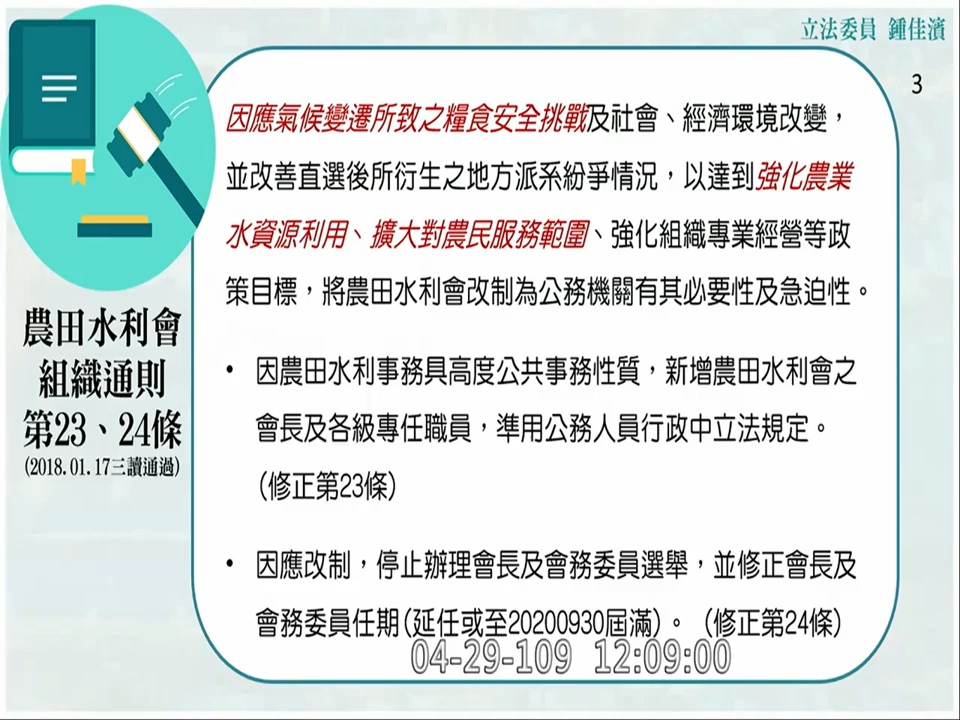 立法委員 鍾佳濱
3
因應氣候變遷所致之糧食安全挑戰及社會、經濟環境改變，
並改善直選後所衍生之地方派系紛爭情況，以達到強化農業
水資源利用、擴大對農民服務範圍、強化組織專業經營等政
策目標，將農田水利會改制為公務機關有其必要性及急迫性。
農田水利會
組織通則
第23、24條
(2018.01.17三讀通過)
• 因農田水利事務具高度公共事務性質，新增農田水利會之
會長及各級專任職員，準用公務人員行政中立法規定。
(修正第23條)
• 因應改制，停止辦理會長及會務委員選舉，並修正會長及
會務委員任期(延任或至20200930屆滿)。(修正第24條)
04-29-109 12:09:00